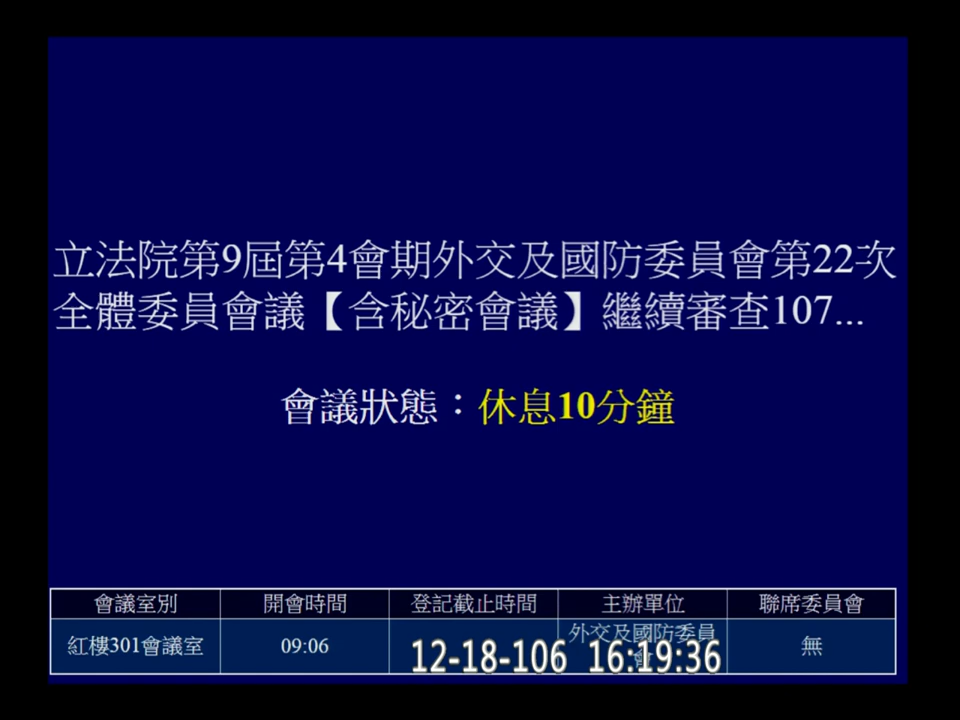 立法院第9屆第4會期外交及國防委員會第22次
全體委員會議【含秘密會議】繼續審查107...
會議狀態：休息10分鐘
會議室別 開會時間 登記截止時間 主辦單位 聯席委員會
紅樓301會議室 09:06 外交及國防委員會 無
12-18-106 16:19:36